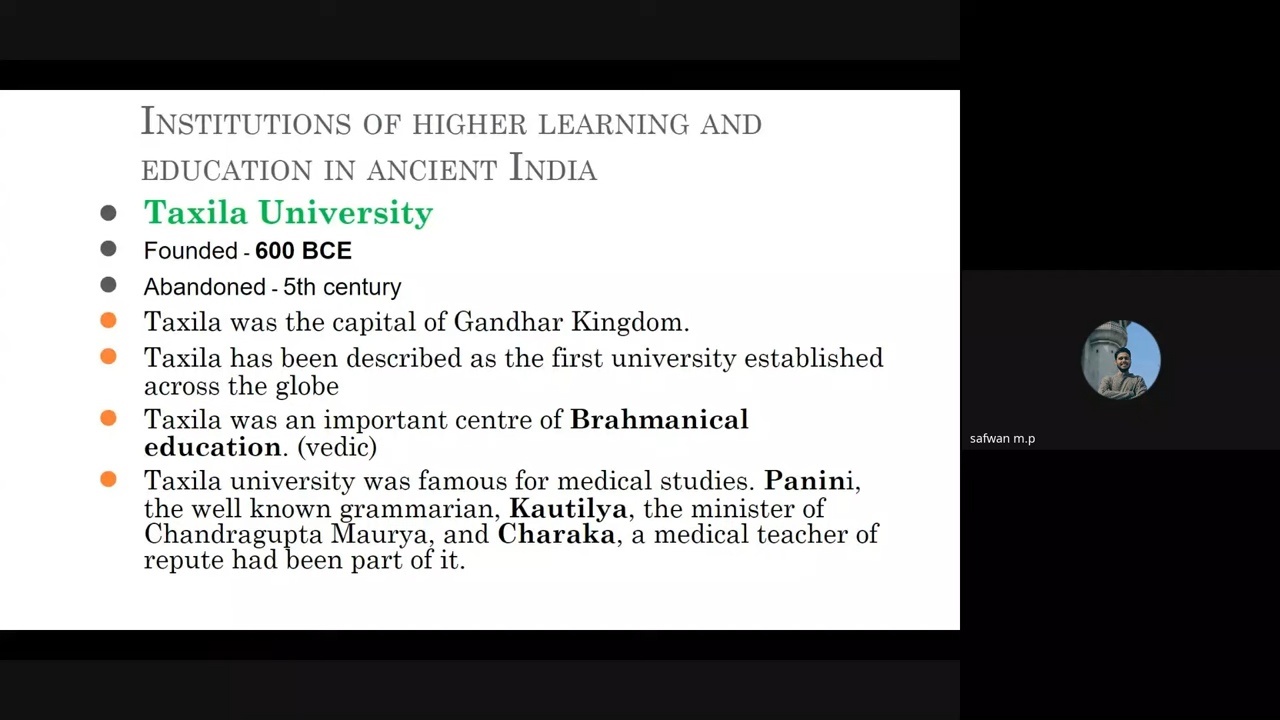 Institutions of higher learning and
education in ancient India
Taxila University
Founded - 600 BCE
Abandoned - 5th century
Taxila was the capital of Gandhar Kingdom.
Taxila has been described as the first university established
across the globe
Taxila was an important centre of Brahmanical
education. (vedic)
Taxila university was famous for medical studies. Panini,
the well known grammarian, Kautilya, the minister of
Chandragupta Maurya, and Charaka, a medical teacher of
repute had been part of it.
safwan m.p